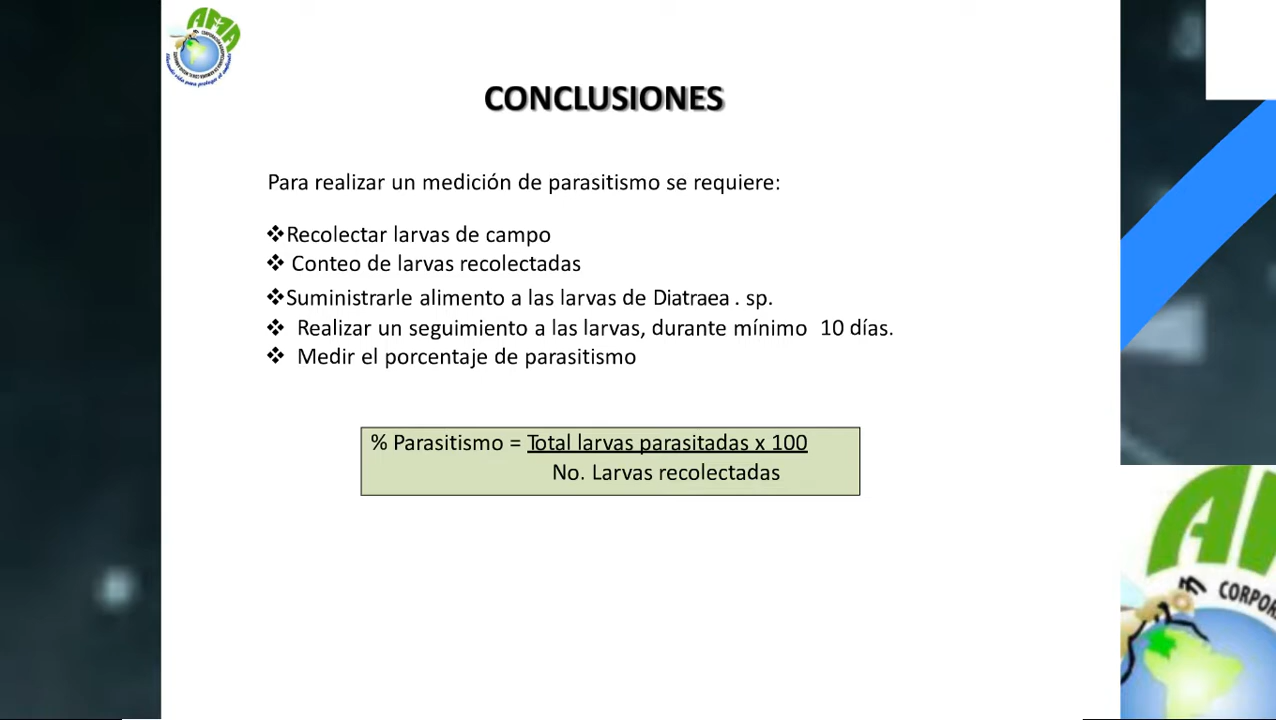 AMA
CONCLUSIONES
Para realizar un medición de parasitismo se requiere:
❖Recolectar larvas de campo
❖ Conteo de larvas recolectadas
❖Suministrarle alimento a las larvas de Diatraea . sp.
❖ Realizar un seguimiento a las larvas, durante mínimo 10 días.
❖ Medir el porcentaje de parasitismo
% Parasitismo = Total larvas parasitadas x 100
No. Larvas recolectadas
CORPOR